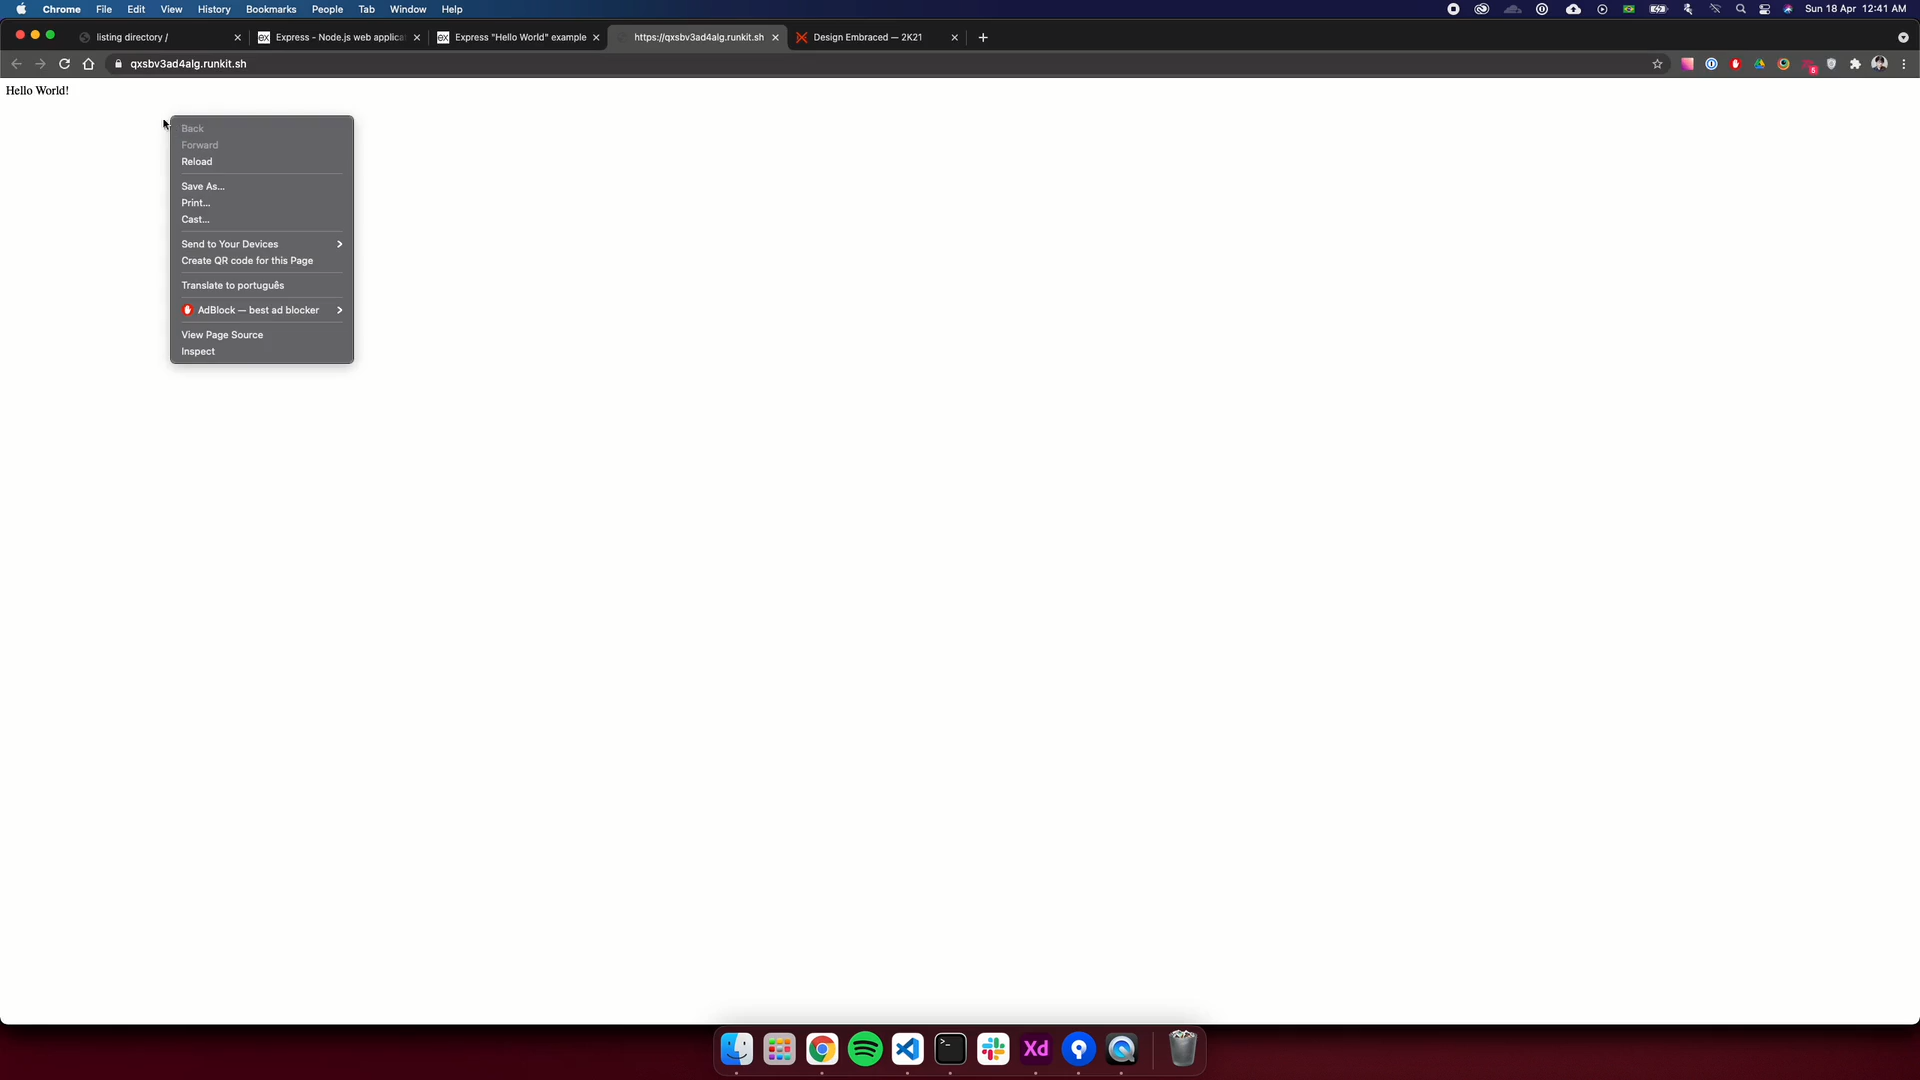 Chrome File Edit View History Bookmarks People Tab Window Help Sun 18 Apr 12:41 AM
listing directory / Express - Node.js web applicat Express "Hello World" example https://qxsbv3ad4alg.runkit.sh Design Embraced — 2K21
qxsbv3ad4alg.runkit.sh 6
Hello World!
Back
Forward
Reload
Save As...
Print...
Cast...
Send to Your Devices
Create QR code for this Page
Translate to português
AdBlock — best ad blocker
View Page Source
Inspect
Xd